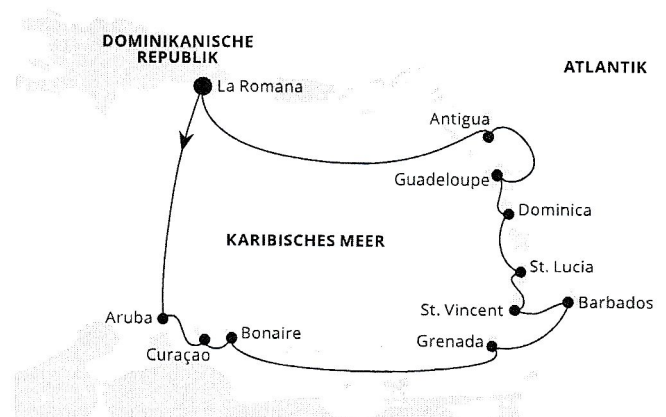 DOMINIKANISCHE
REPUBLIK
ATLANTIK
La Romana
Antigua
Guadeloupe
Dominica
KARIBISCHES MEER
St. Lucia
Barbados
St. Vincent
Aruba
Bonaire
Grenada
Curaçao